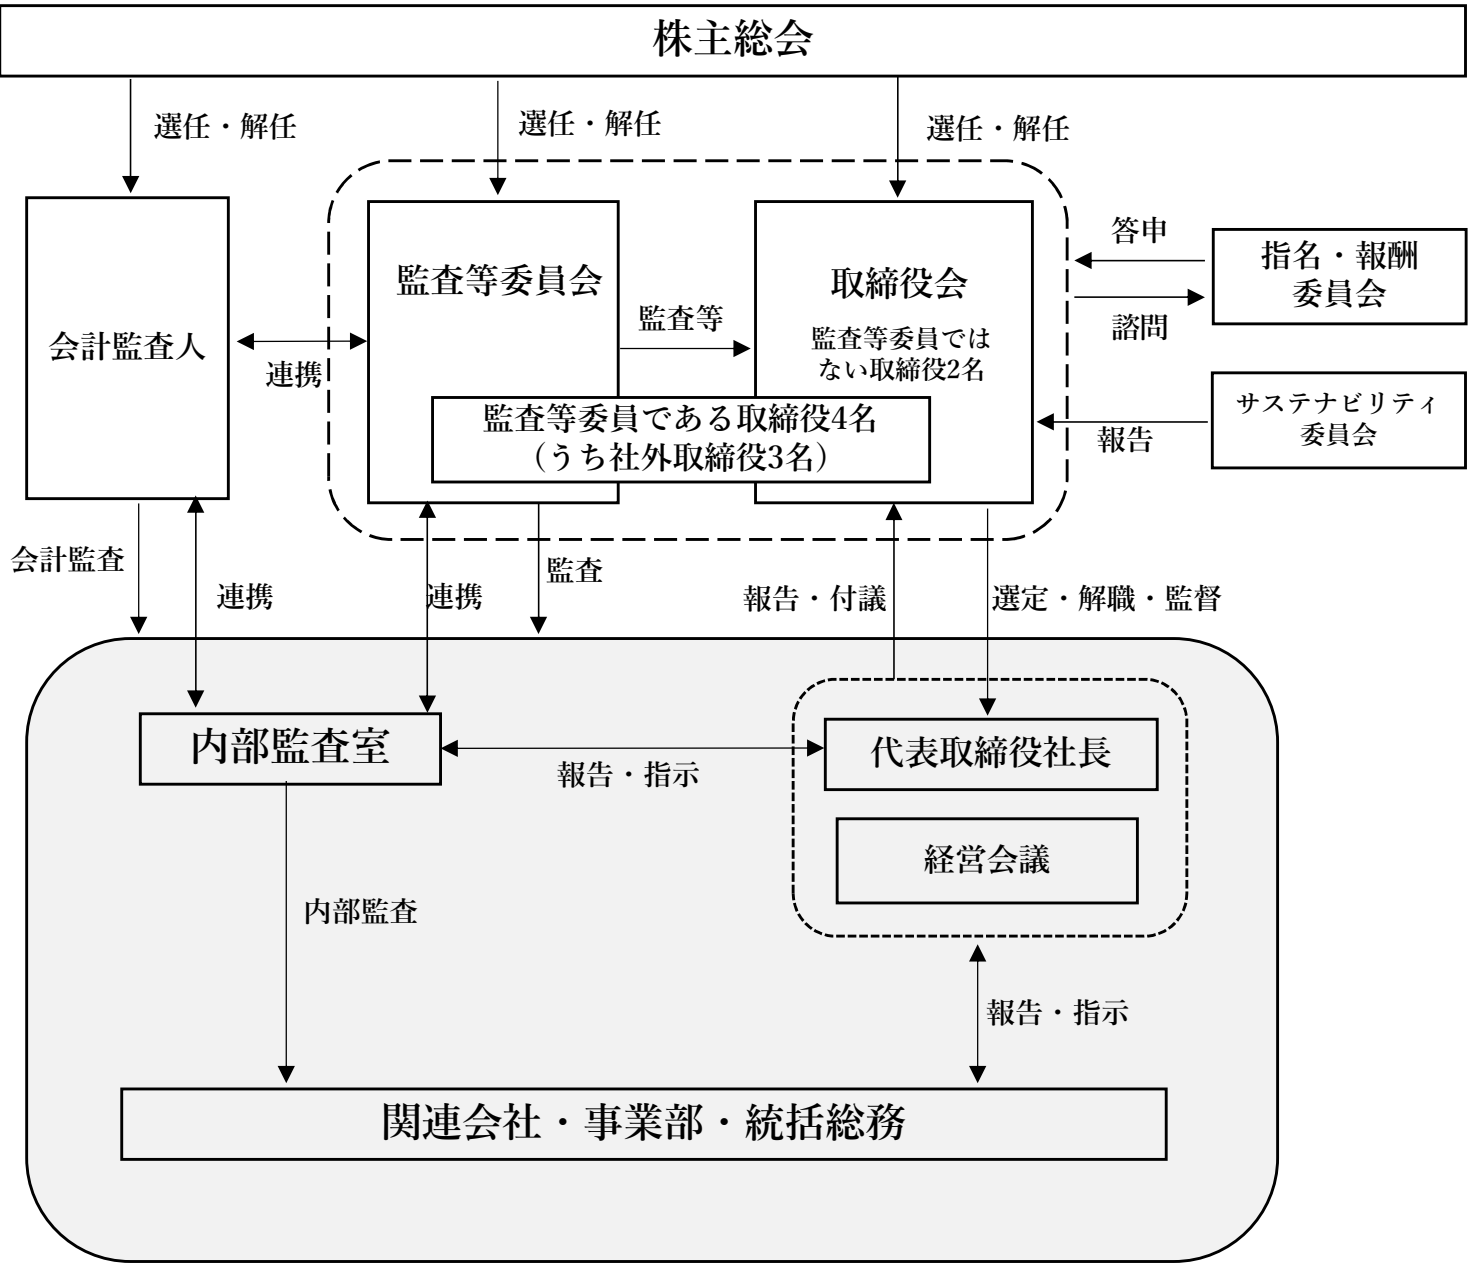 株主総会
選任・解任
選任・解任
選任・解任
会計監査人
連携
監査等委員会
監査等
取締役会
監査等委員では
ない取締役2名
監査等委員である取締役4名
（うち社外取締役3名）
答申
諮問
指名・報酬
委員会
報告
サステナビリティ
委員会
会計監査
連携
連携
監査
報告・付議
選定・解職・監督
内部監査室
報告・指示
代表取締役社長
経営会議
内部監査
報告・指示
関連会社・事業部・統括総務